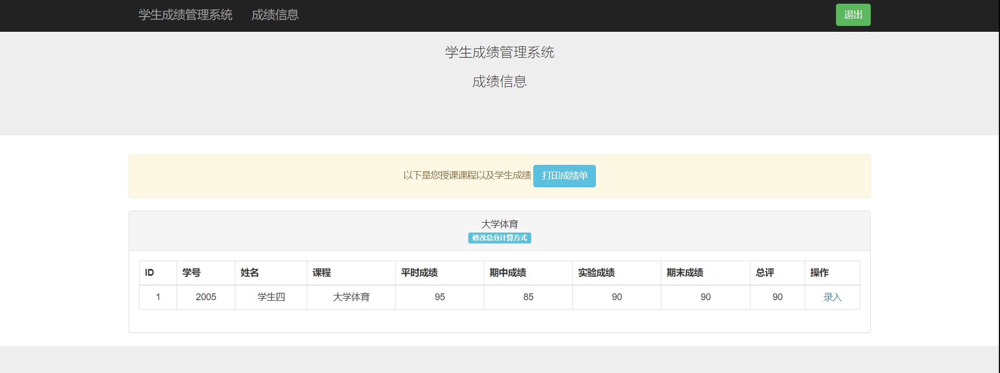 学生成绩管理系统 成绩信息 退出
学生成绩管理系统
成绩信息
以下是您授课课程以及学生成绩 打印成绩单
大学体育
修改总分计算方式
ID 学号 姓名 课程 平时成绩 期中成绩 实验成绩 期末成绩 总评 操作
1 2005 学生四 大学体育 95 85 90 90 90 录入